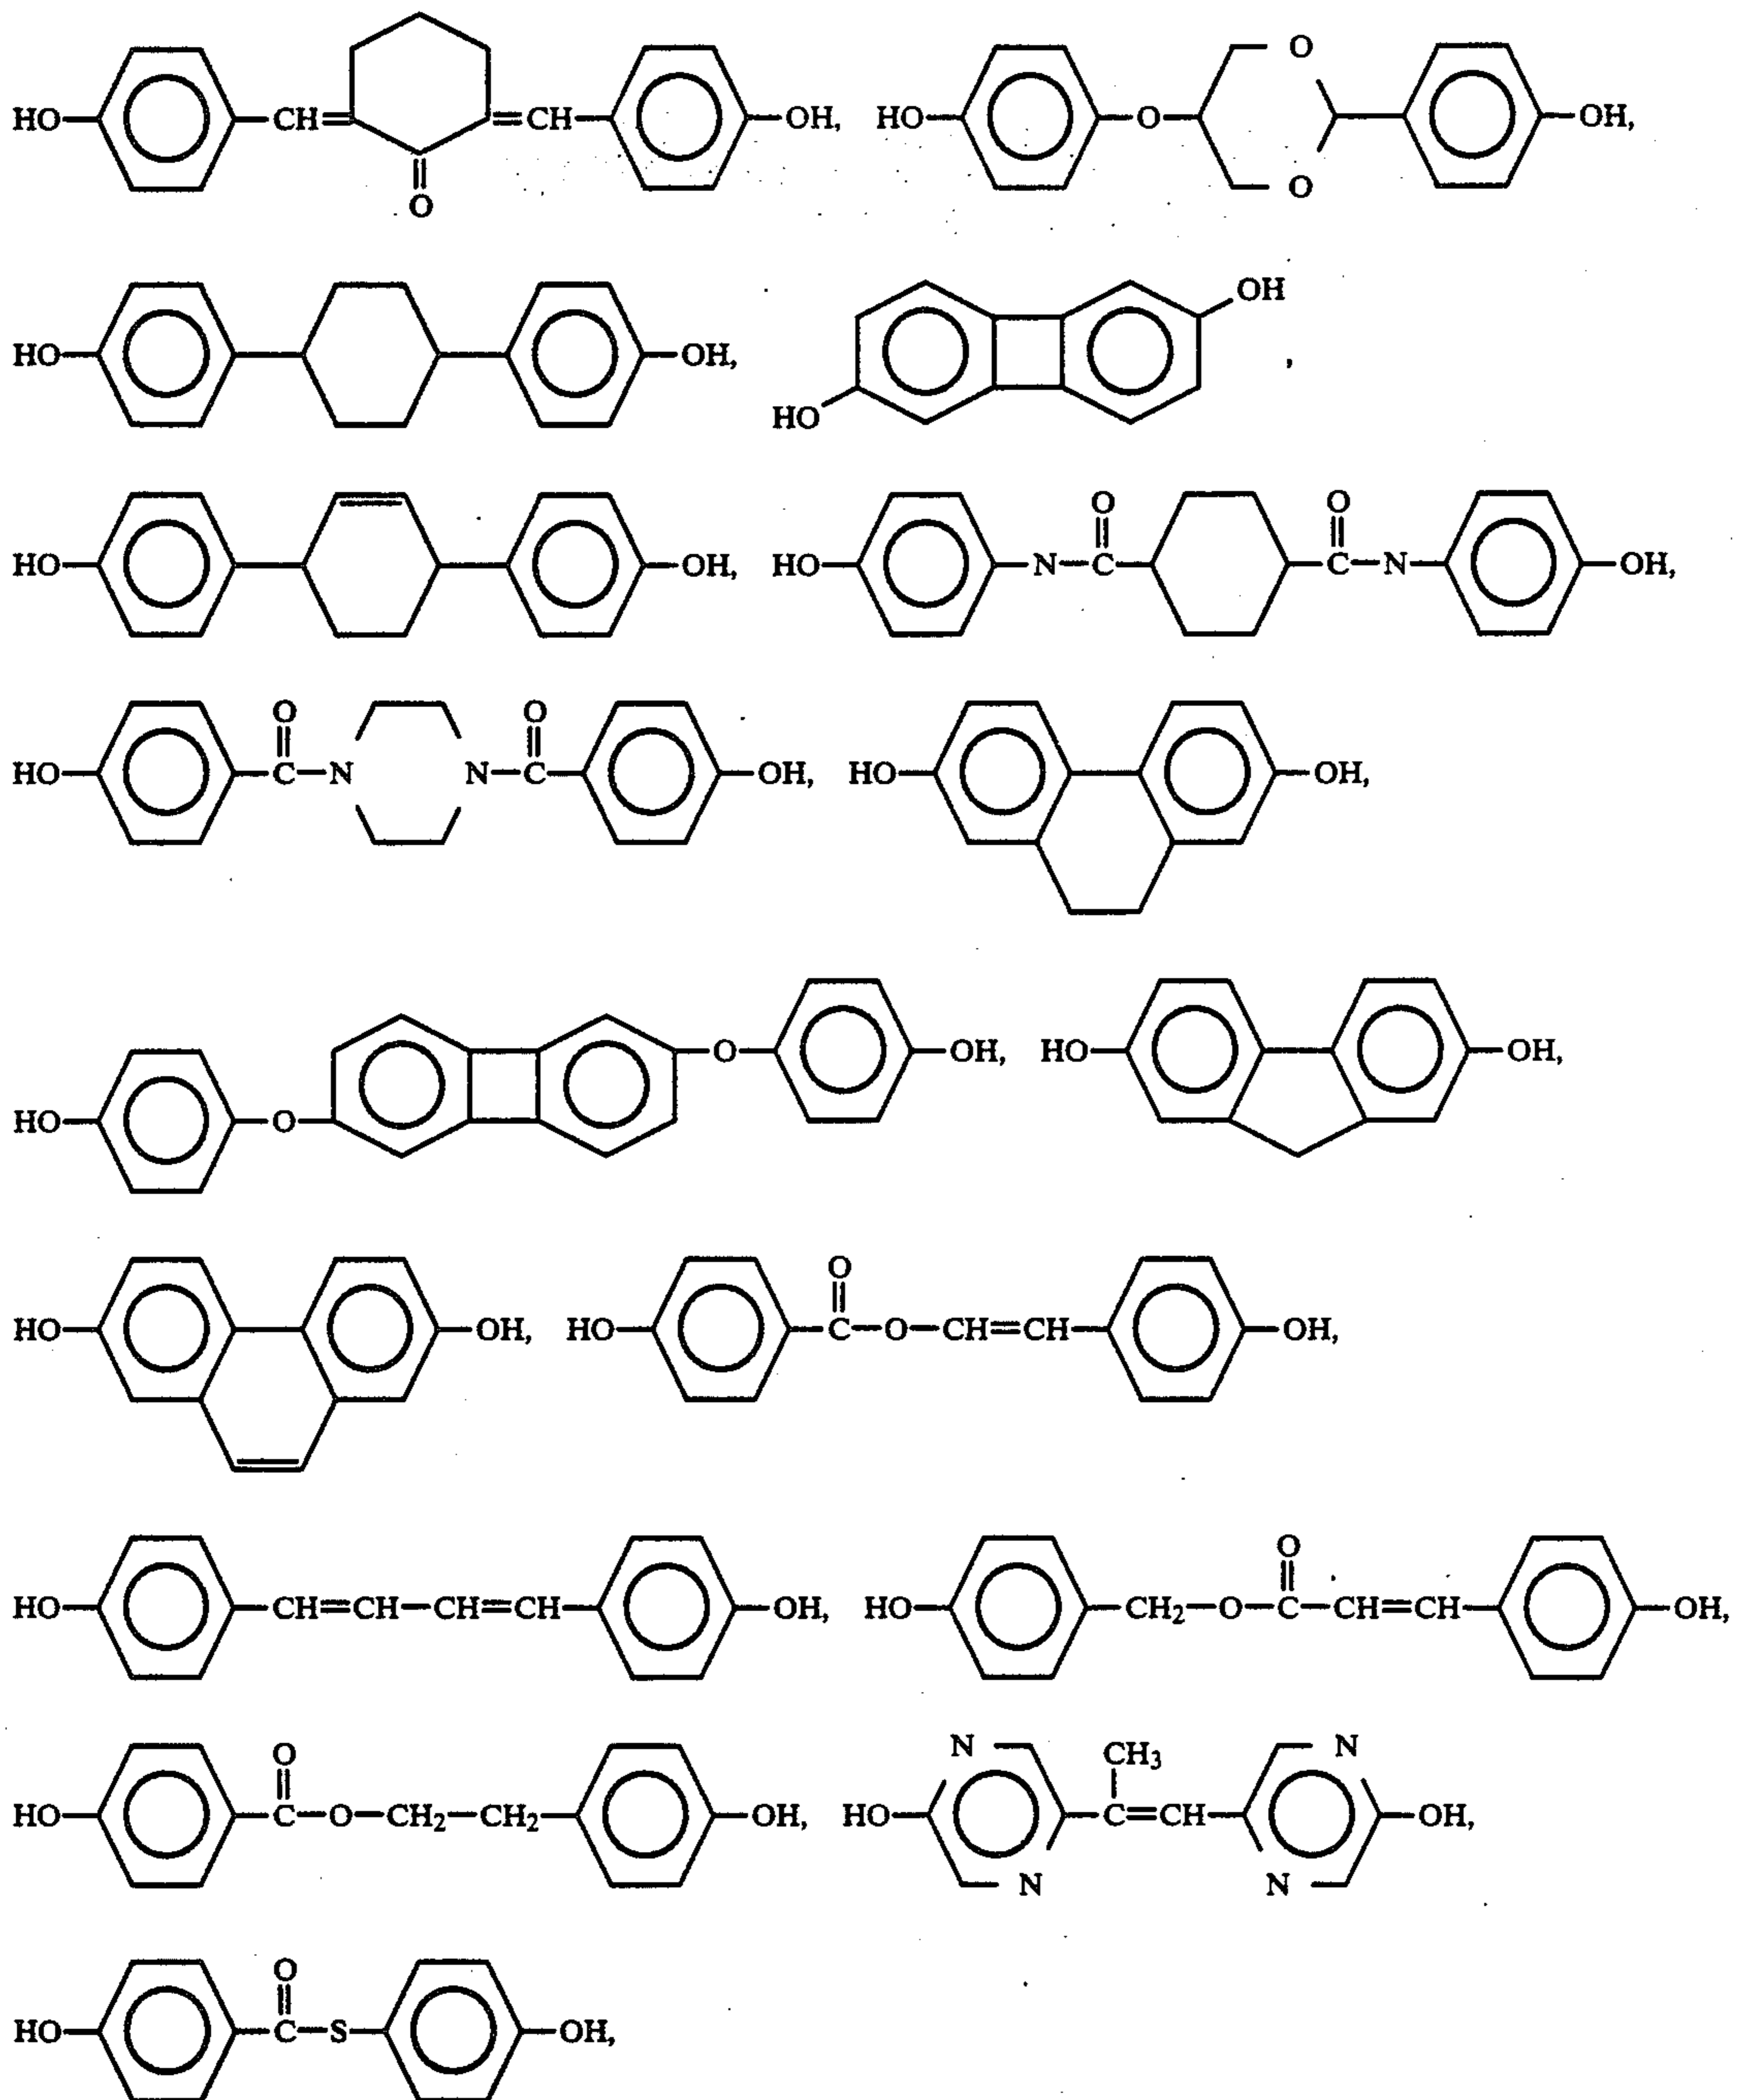 HO—CH=C=CH—OH, HO—O—O—OH,
O
O
HO—OH, OH
HO ,
HO—OH, HO—N—C—C—N—OH,
O O
HO—C—N N—C—OH, HO—OH,
O O
HO—O—O—OH, HO—OH,
HO—OH, HO—C—O—CH=CH—OH,
O
HO—CH=CH—CH=CH—OH, HO—CH2—O—C—CH=CH—OH,
O
HO—C—O—CH2—CH2—OH, HO—C=CH—OH,
O N CH3 N
N N
HO—C—S—OH,
O